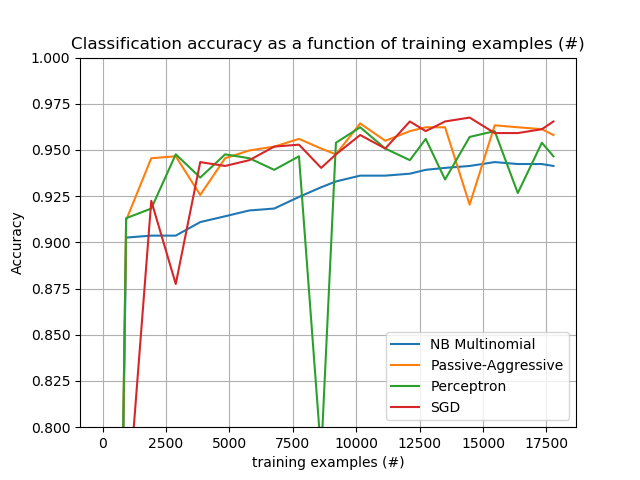 Classification accuracy as a function of training examples (#)
1.000
0.975
0.950
0.925
0.900
0.875
0.850
0.825
0.800
Accuracy
NB Multinomial
Passive-Aggressive
Perceptron
SGD
0 2500 5000 7500 10000 12500 15000 17500
training examples (#)